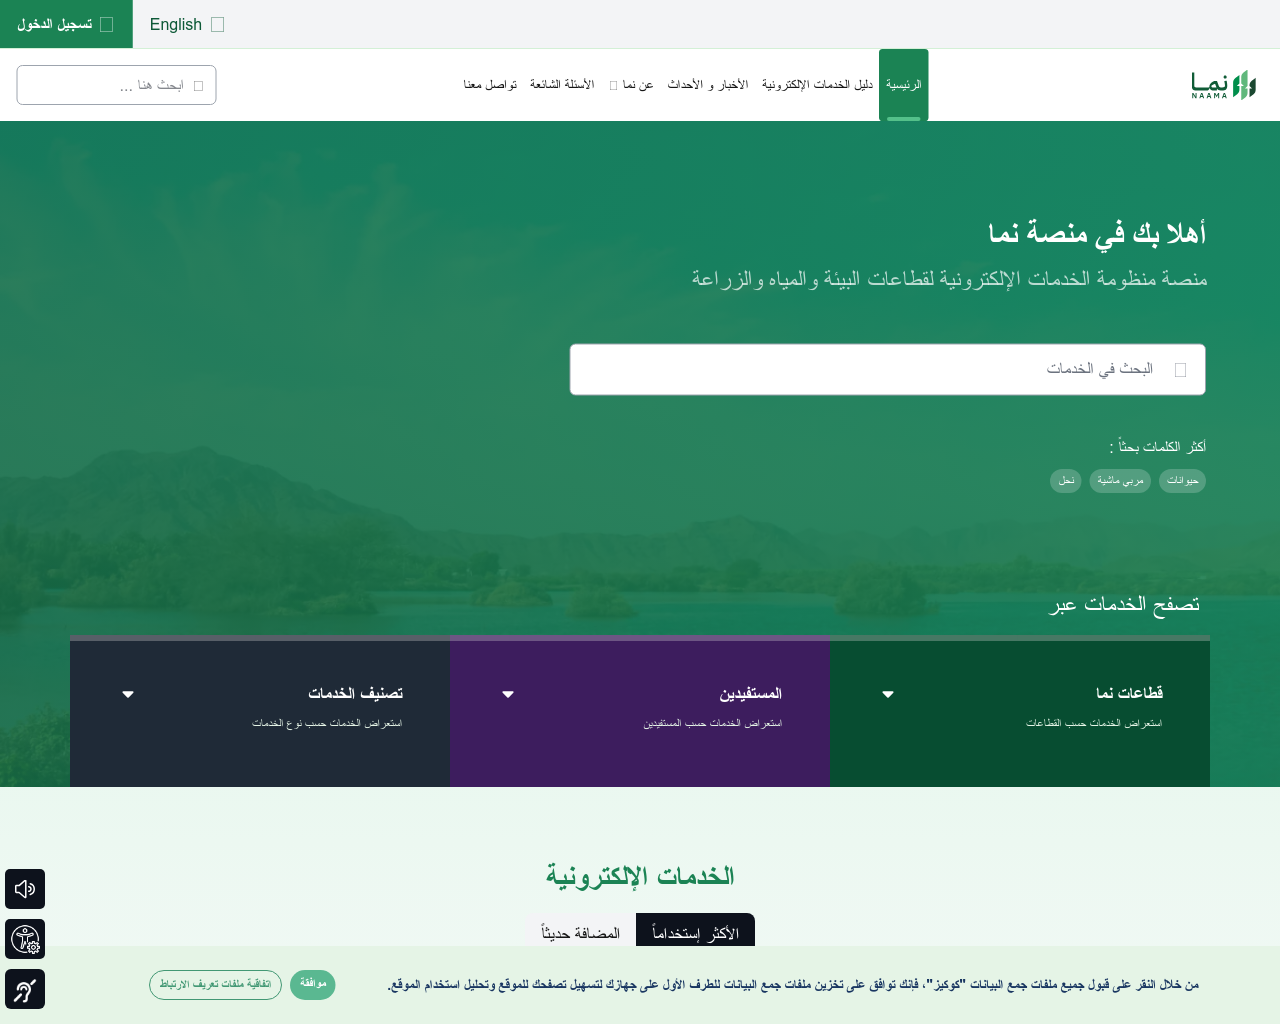 English
تسجيل الدخول
نما
NAAMA
الرئيسية
دليل الخدمات الإلكترونية
الأخبار و الأحداث
عن نما
الأسئلة الشائعة
تواصل معنا
ابحث هنا ...
أهلا بك في منصة نما
منصة منظومة الخدمات الإلكترونية لقطاعات البيئة والمياه والزراعة
البحث في الخدمات
أكثر الكلمات بحثاً :
حيوانات
مربي ماشية
نحل
تصفح الخدمات عبر
قطاعات نما
استعراض الخدمات حسب القطاعات
المستفيدين
استعراض الخدمات حسب المستفيدين
تصنيف الخدمات
استعراض الخدمات حسب نوع الخدمات
الخدمات الإلكترونية
الأكثر إستخداماً
المضافة حديثاً
من خلال النقر على قبول جميع ملفات جمع البيانات "كوكيز"، فإنك توافق على تخزين ملفات جمع البيانات للطرف الأول على جهازك لتسهيل تصفحك للموقع وتحليل استخدام الموقع.
موافقة
اتفاقية ملفات تعريف الارتباط